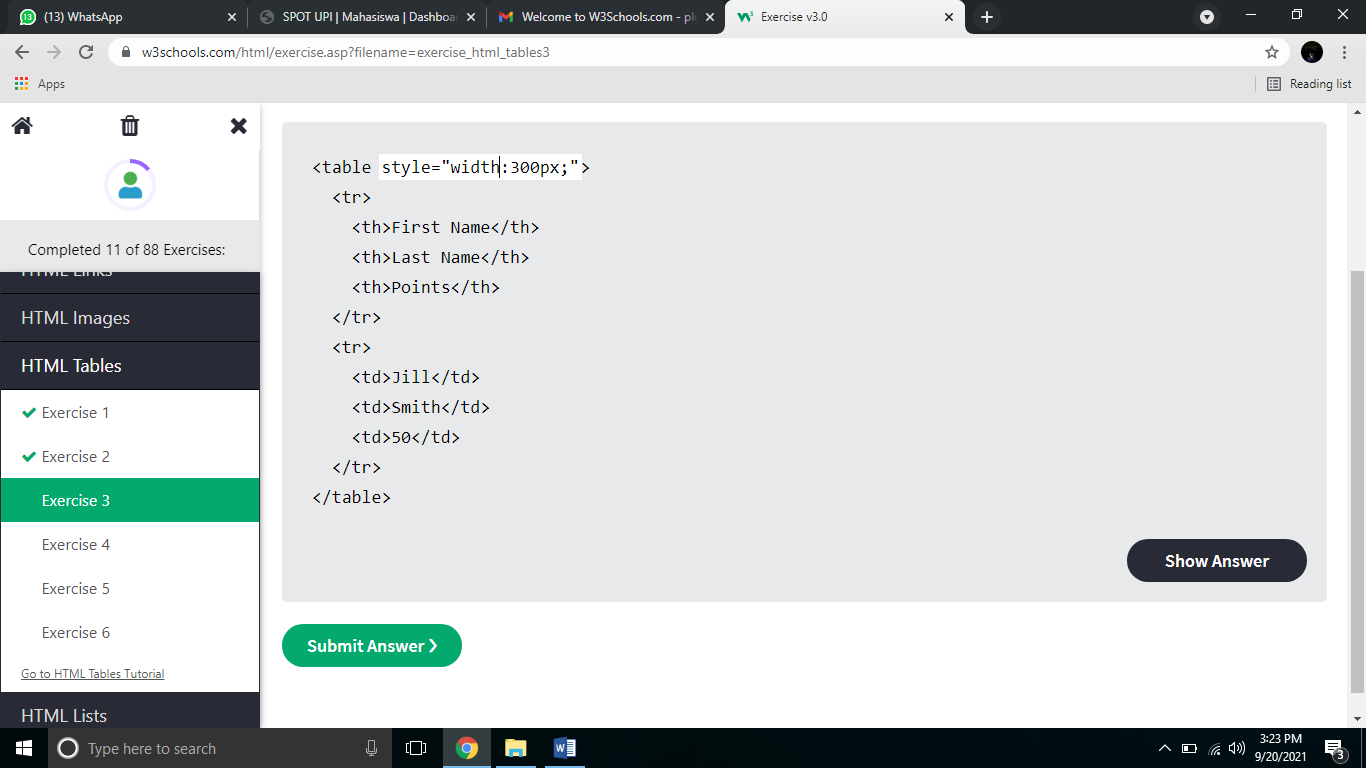 (13) WhatsApp
SPOT UPI | Mahasiswa | Dashboa
Welcome to W3Schools.com - ple
Exercise v3.0
w3schools.com/html/exercise.asp?filename=exercise_html_tables3
Apps
Reading list
Completed 11 of 88 Exercises:
HTML Links
HTML Images
HTML Tables
Exercise 1
Exercise 2
Exercise 3
Exercise 4
Exercise 5
Exercise 6
Go to HTML Tables Tutorial
HTML Lists
<table style="width:300px;">
<tr>
<th>First Name</th>
<th>Last Name</th>
<th>Points</th>
</tr>
<tr>
<td>Jill</td>
<td>Smith</td>
<td>50</td>
</tr>
</table>
Show Answer
Submit Answer ❯
Type here to search
3:23 PM
9/20/2021
3